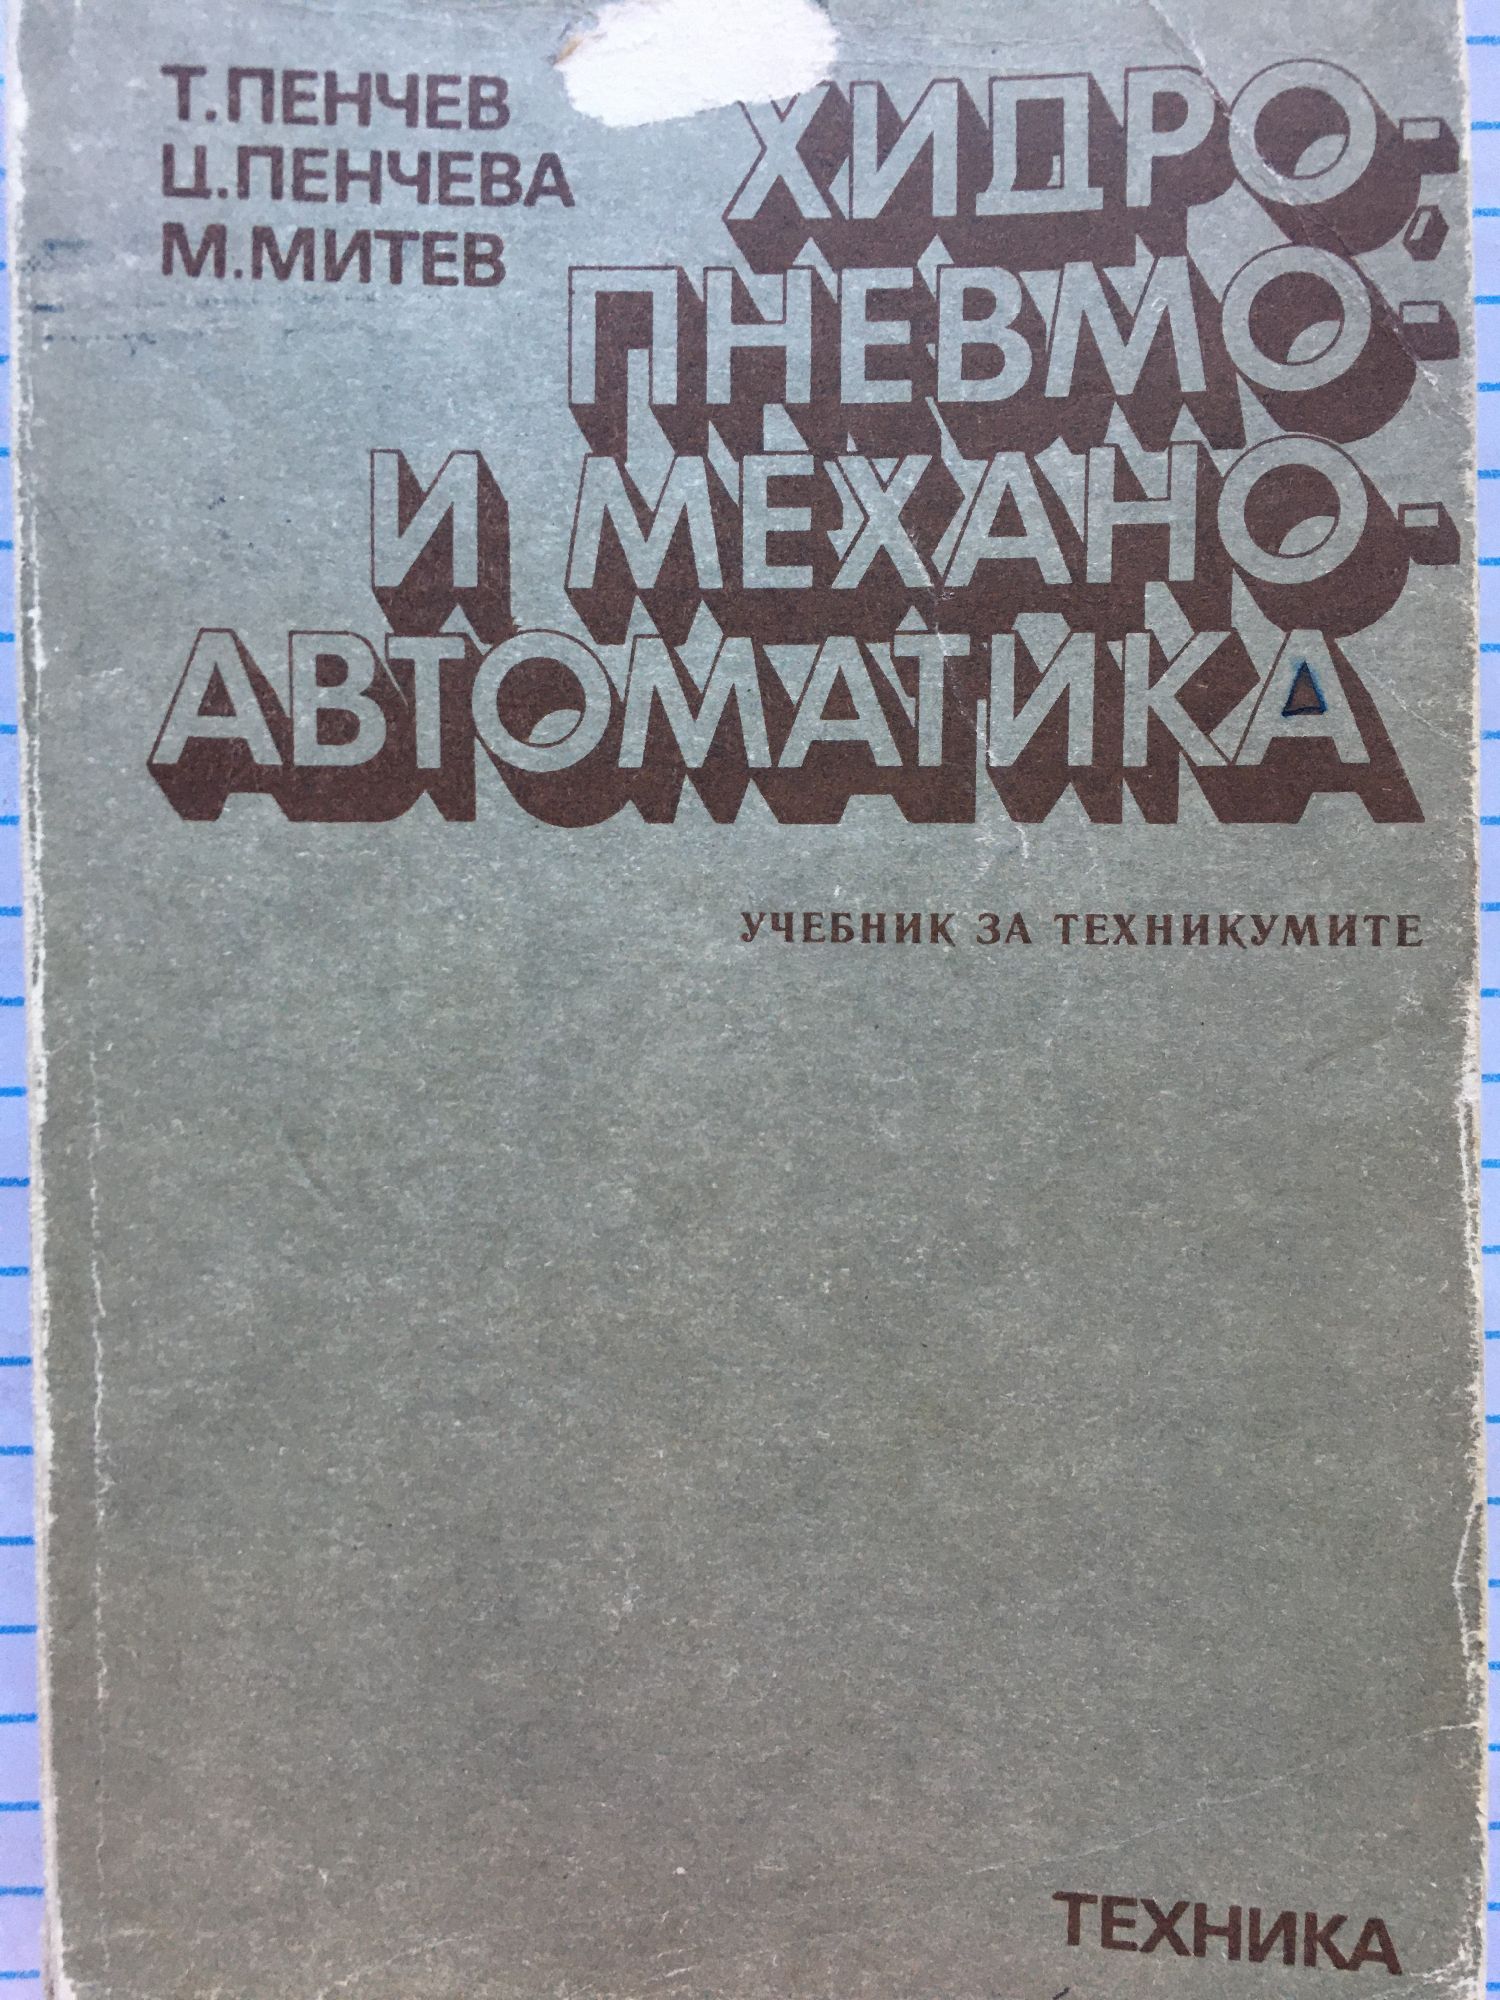 Т.ПЕНЧЕВ
Ц.ПЕНЧЕВА
М.МИТЕВ
ХИДРО-,
ПНЕВМО-
И МЕХАНО-
АВТОМАТИКА
УЧЕБНИК ЗА ТЕХНИКУМИТЕ
ТЕХНИКА